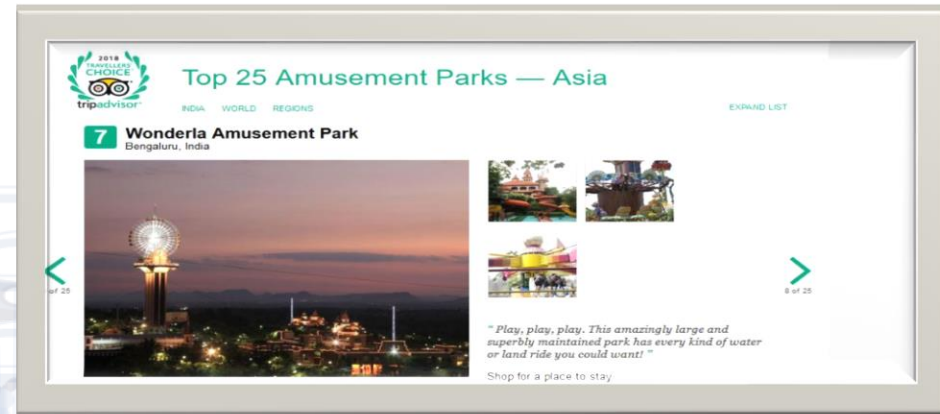 2018
TRAVELLERS'
CHOICE
tripadvisor
Top 25 Amusement Parks — Asia
INDIA WORLD REGIONS
EXPAND LIST
7 Wonderla Amusement Park
Bengaluru, India
of 25
8 of 25
" Play, play, play. This amazingly large and
superbly maintained park has every kind of water
or land ride you could want! "
Shop for a place to stay